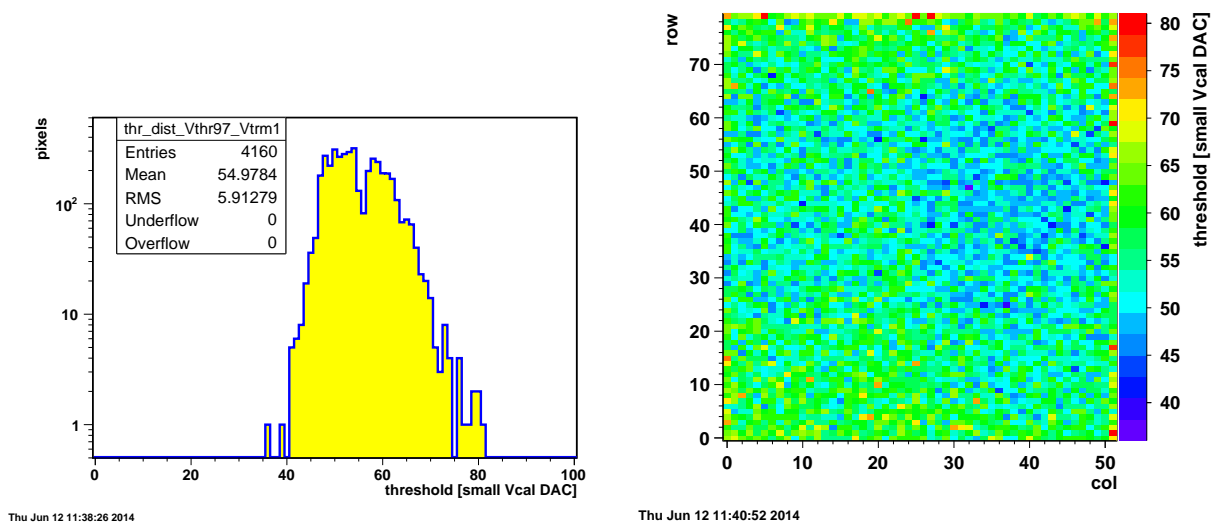 thr_dist_Vthr97_Vtrm1
Entries 4160
Mean 54.9784
RMS 5.91279
Underflow 0
Overflow 0
pixels
10²
10
1
0 20 40 60 80 100
threshold [small Vcal DAC]
Thu Jun 12 11:38:26 2014
row
70
60
50
40
30
20
10
0
0 10 20 30 40 50
col
80
75
70
65
60
55
50
45
40
threshold [small Vcal DAC]
Thu Jun 12 11:40:52 2014